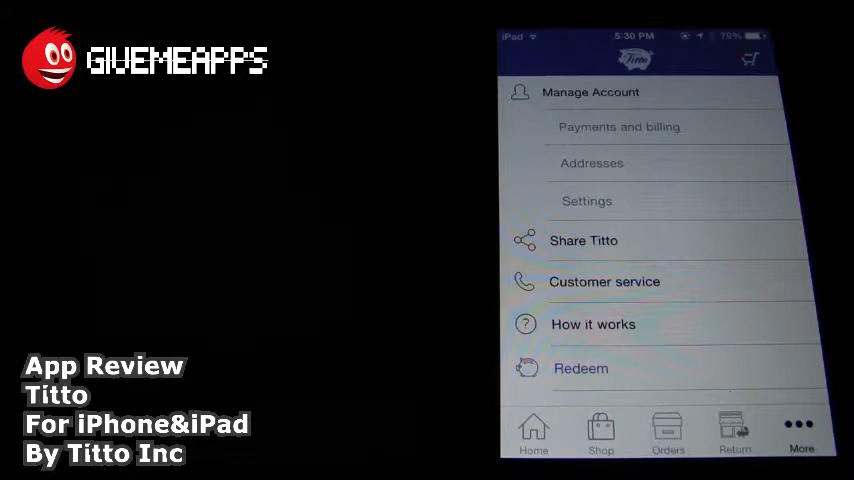 GIVEMEAPPS
iPad 5:30 PM 79%
Titto
Manage Account
Payments and billing
Addresses
Settings
Share Titto
Customer service
How it works
Redeem
Home Shop Orders Return More
App Review
Titto
For iPhone&iPad
By Titto Inc